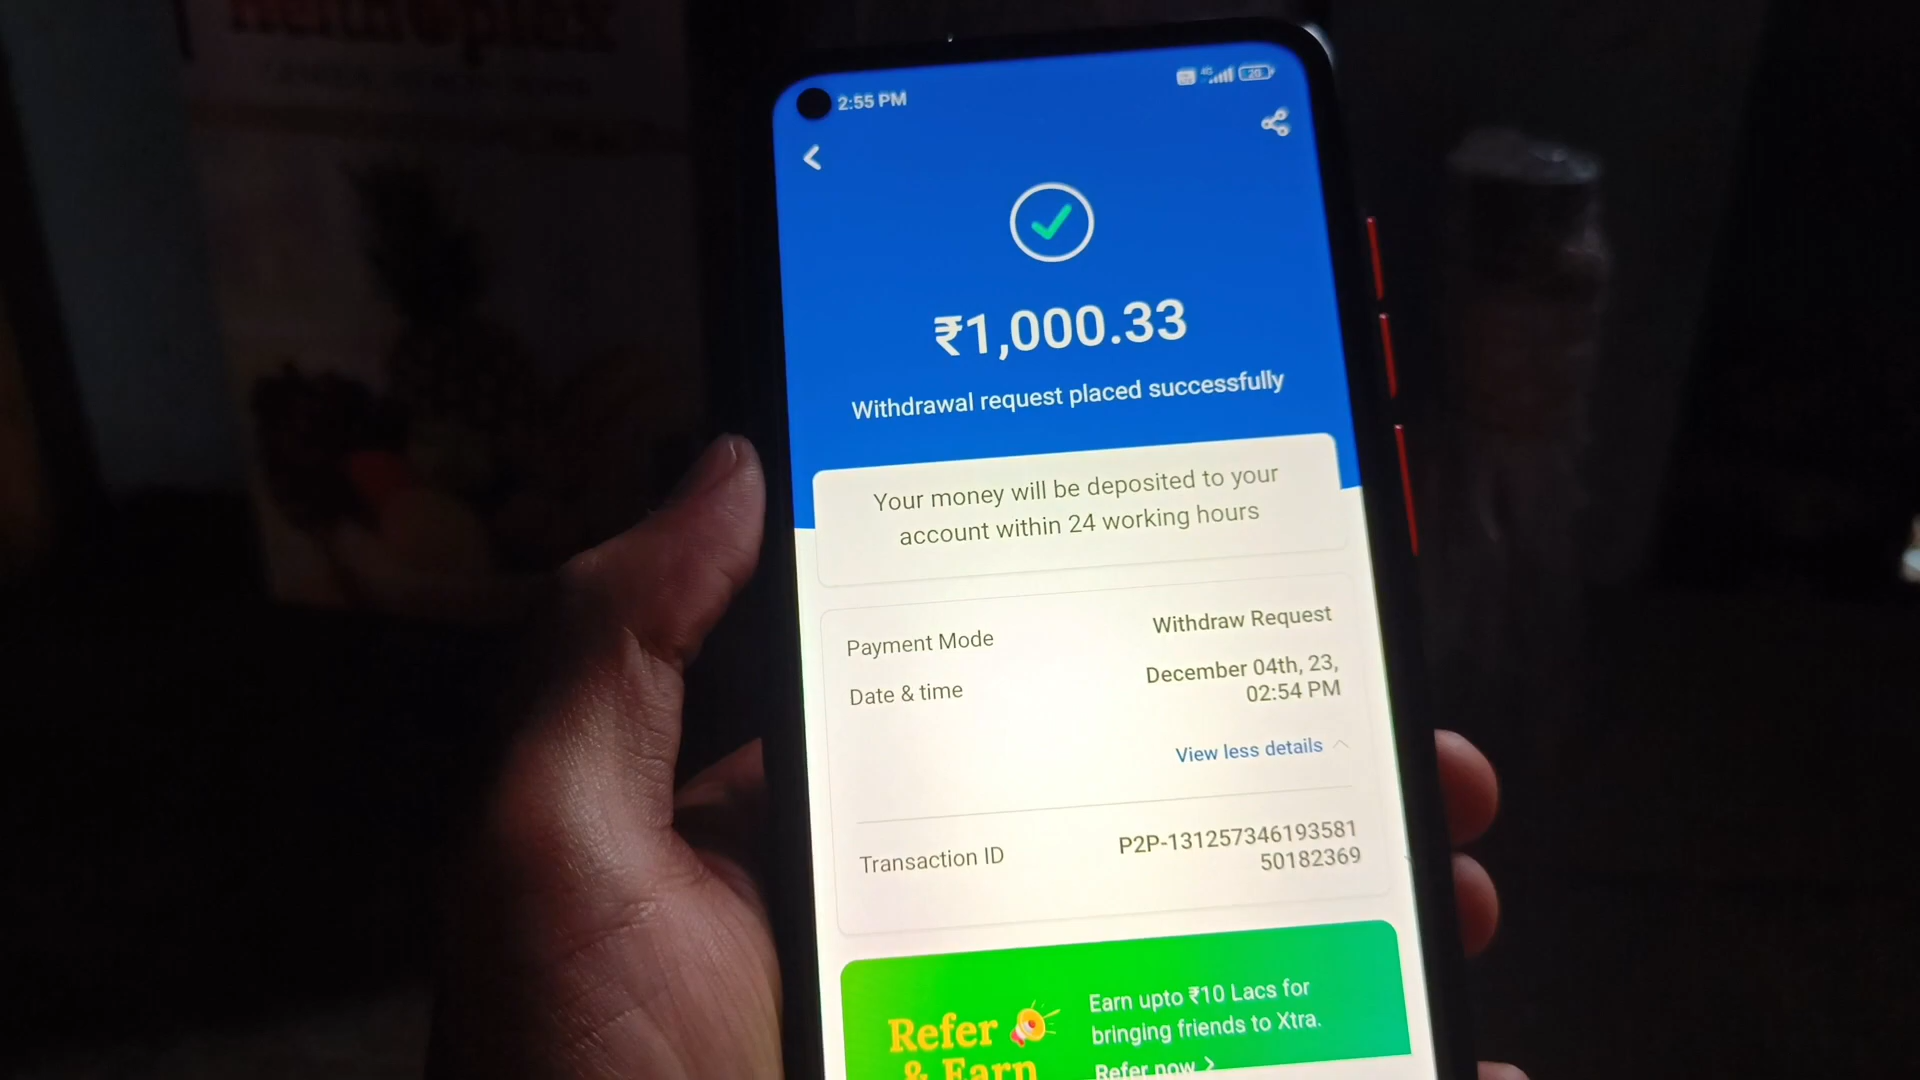 2:55 PM
4G
20
₹1,000.33
Withdrawal request placed successfully
Your money will be deposited to your
account within 24 working hours
Payment Mode
Withdraw Request
Date & time
December 04th, 23,
02:54 PM
View less details
Transaction ID
P2P-131257346193581
50182369
Refer
& Earn
Earn upto ₹10 Lacs for
bringing friends to Xtra.
Refer now